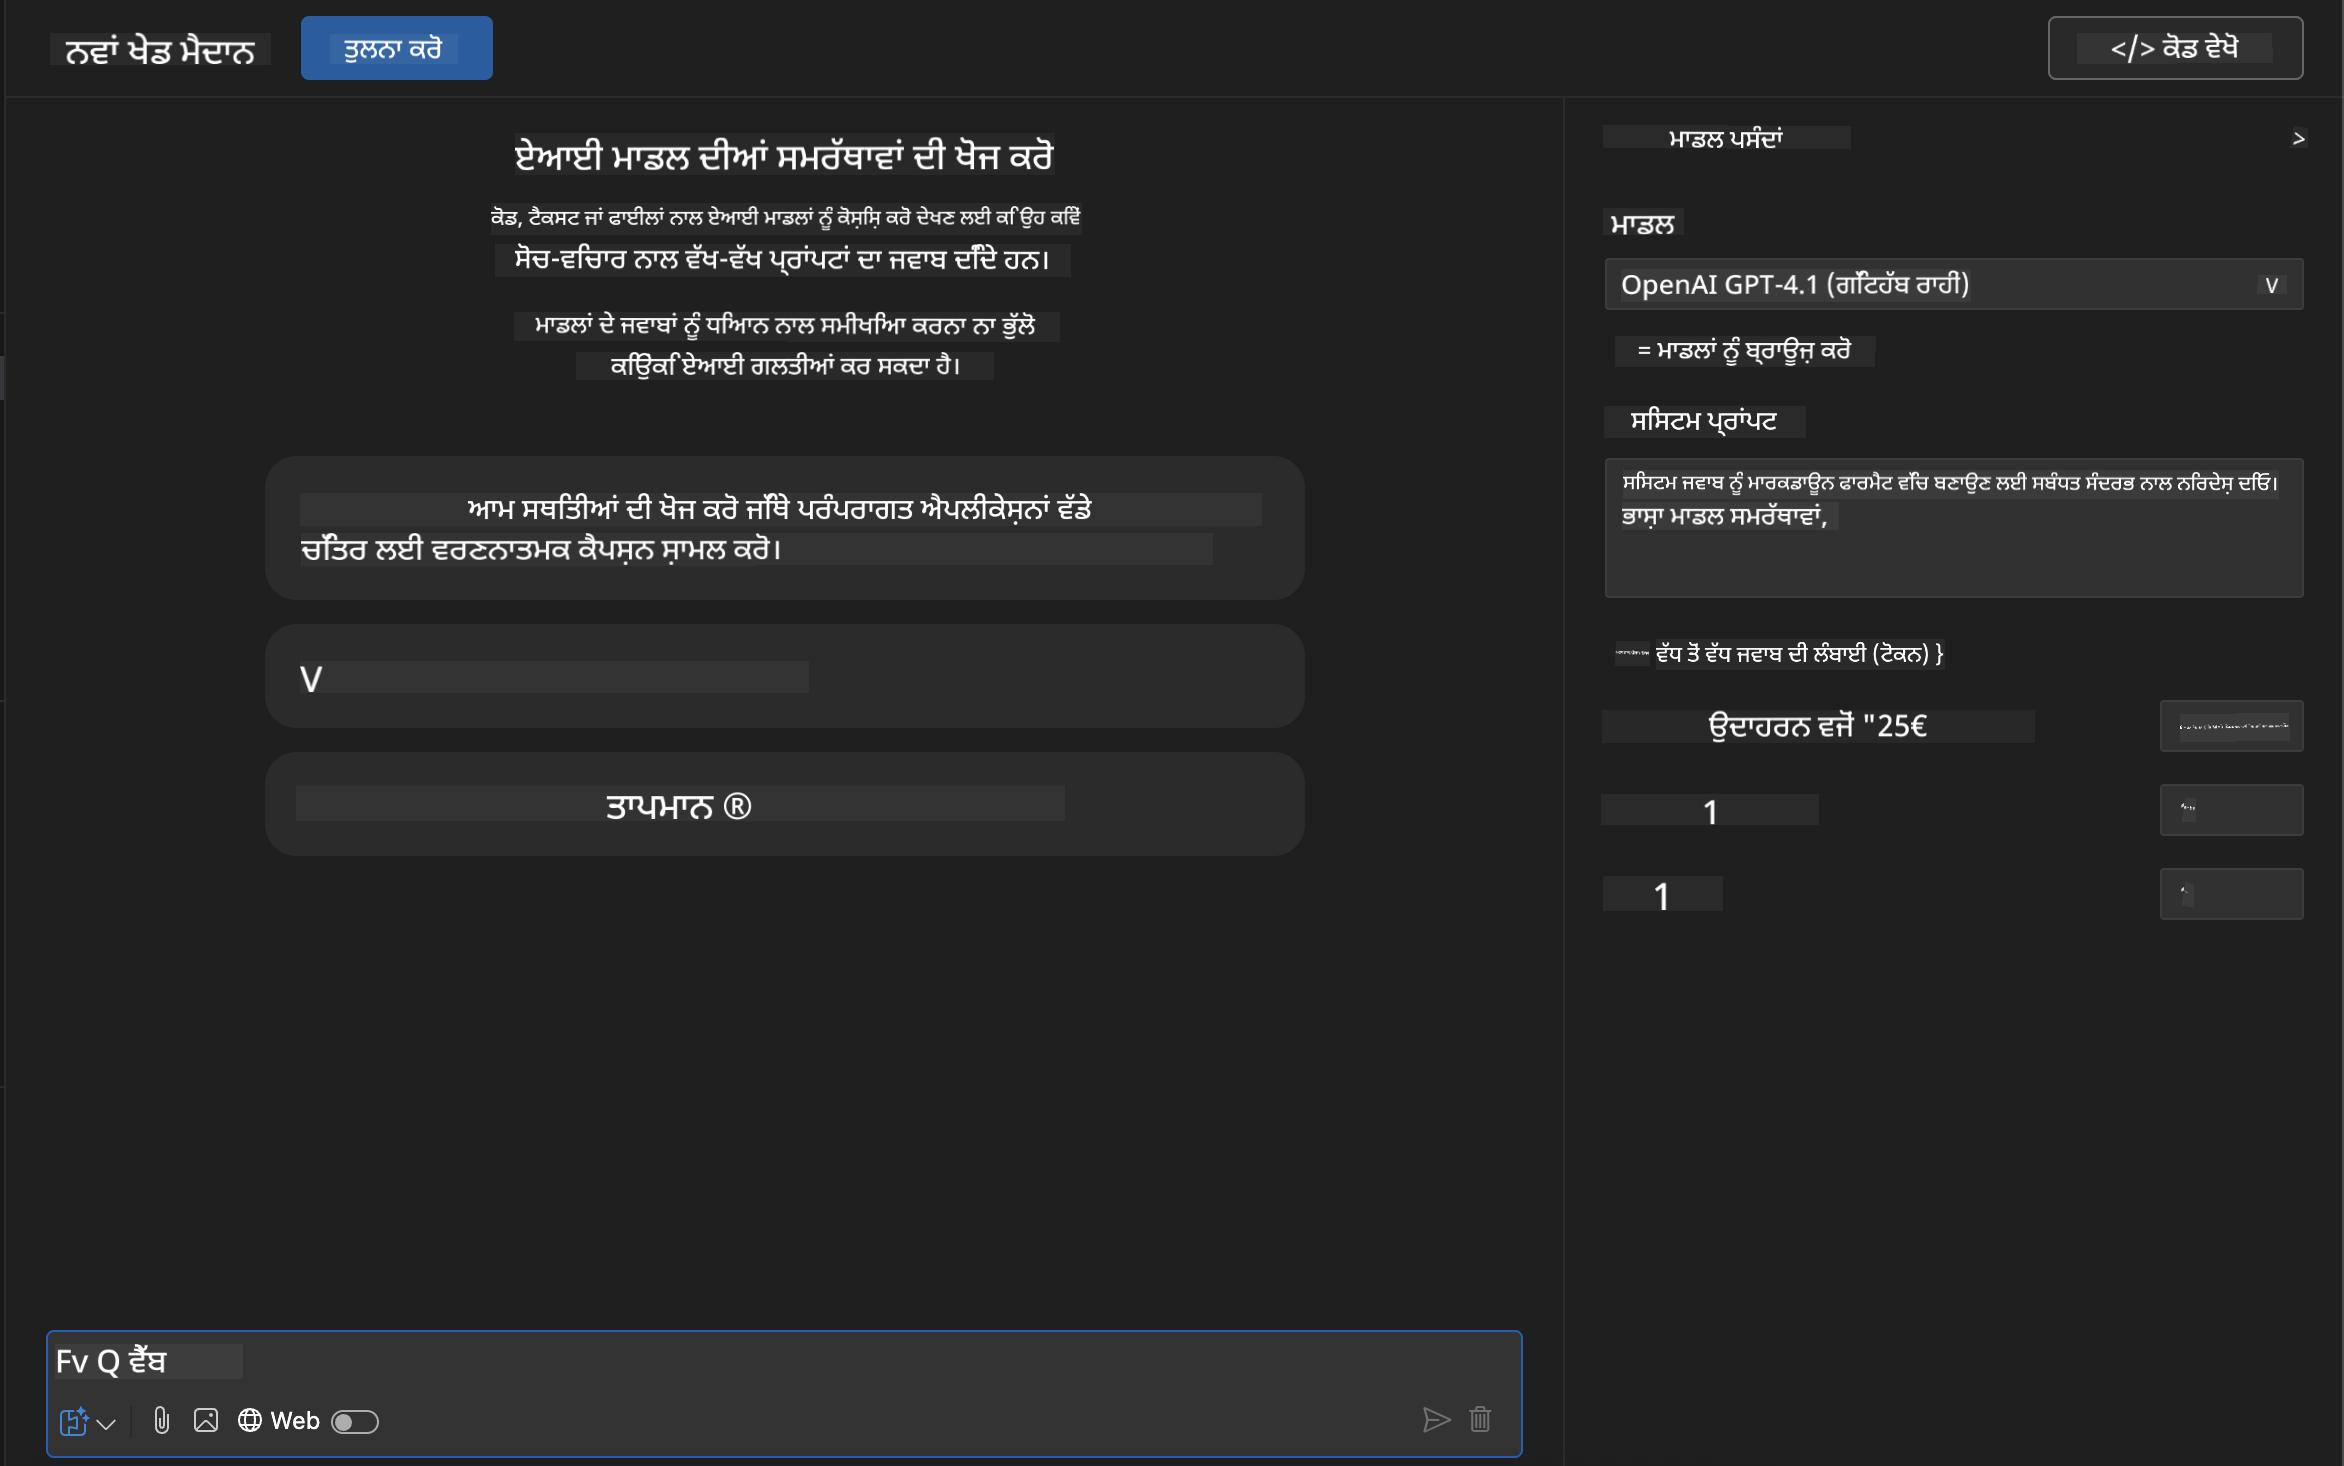 ਨਵਾਂ ਖੇਡ ਮੈਦਾਨ
ਤੁਲਨਾ ਕਰੋ
</> ਕੋਡ ਵੇਖੋ
ਏਆਈ ਮਾਡਲ ਦੀਆਂ ਸਮਰੱਥਾਵਾਂ ਦੀ ਖੋਜ ਕਰੋ
ਕੋਡ, ਟੈਕਸਟ ਜਾਂ ਫਾਈਲਾਂ ਨਾਲ ਏਆਈ ਮਾਡਲਾਂ ਨੂੰ ਕੋਸ਼ਿਸ਼ ਕਰੋ ਦੇਖਣ ਲਈ ਕਿ ਉਹ ਕਿਵੇਂ
ਸੋਚ-ਵਿਚਾਰ ਨਾਲ ਵੱਖ-ਵੱਖ ਪ੍ਰਾਂਪਟਾਂ ਦਾ ਜਵਾਬ ਦਿੰਦੇ ਹਨ।
ਮਾਡਲਾਂ ਦੇ ਜਵਾਬਾਂ ਨੂੰ ਧਿਆਨ ਨਾਲ ਸਮੀਖਿਆ ਕਰਨਾ ਨਾ ਭੁੱਲੋ
ਕਿਉਂਕਿ ਏਆਈ ਗਲਤੀਆਂ ਕਰ ਸਕਦਾ ਹੈ।
ਆਮ ਸਥਿਤੀਆਂ ਦੀ ਖੋਜ ਕਰੋ ਜਿੱਥੇ ਪਰੰਪਰਾਗਤ ਐਪਲੀਕੇਸ਼ਨਾਂ ਵੱਡੇ
ਚਿੱਤਰ ਲਈ ਵਰਣਨਾਤਮਕ ਕੈਪਸ਼ਨ ਸ਼ਾਮਲ ਕਰੋ।
V
ਤਾਪਮਾਨ ®
Fv Q ਵੈੱਬ
Web
ਮਾਡਲ ਪਸੰਦਾਂ
>
ਮਾਡਲ
OpenAI GPT-4.1 (ਗਿੱਟਹੱਬ ਰਾਹੀਂ)
V
= ਮਾਡਲਾਂ ਨੂੰ ਬ੍ਰਾਊਜ਼ ਕਰੋ
ਸਿਸਟਮ ਪ੍ਰਾਂਪਟ
ਸਿਸਟਮ ਜਵਾਬ ਨੂੰ ਮਾਰਕਡਾਊਨ ਫਾਰਮੈਟ ਵਿੱਚ ਬਣਾਉਣ ਲਈ ਸਬੰਧਤ ਸੰਦਰਭ ਨਾਲ ਨਿਰਦੇਸ਼ ਦਿਓ।
ਭਾਸ਼ਾ ਮਾਡਲ ਸਮਰੱਥਾਵਾਂ,
ਵੱਧ ਤੋਂ ਵੱਧ ਜਵਾਬ ਦੀ ਲੰਬਾਈ (ਟੋਕਨ) }
ਉਦਾਹਰਨ ਵਜੋਂ "25€
1
1